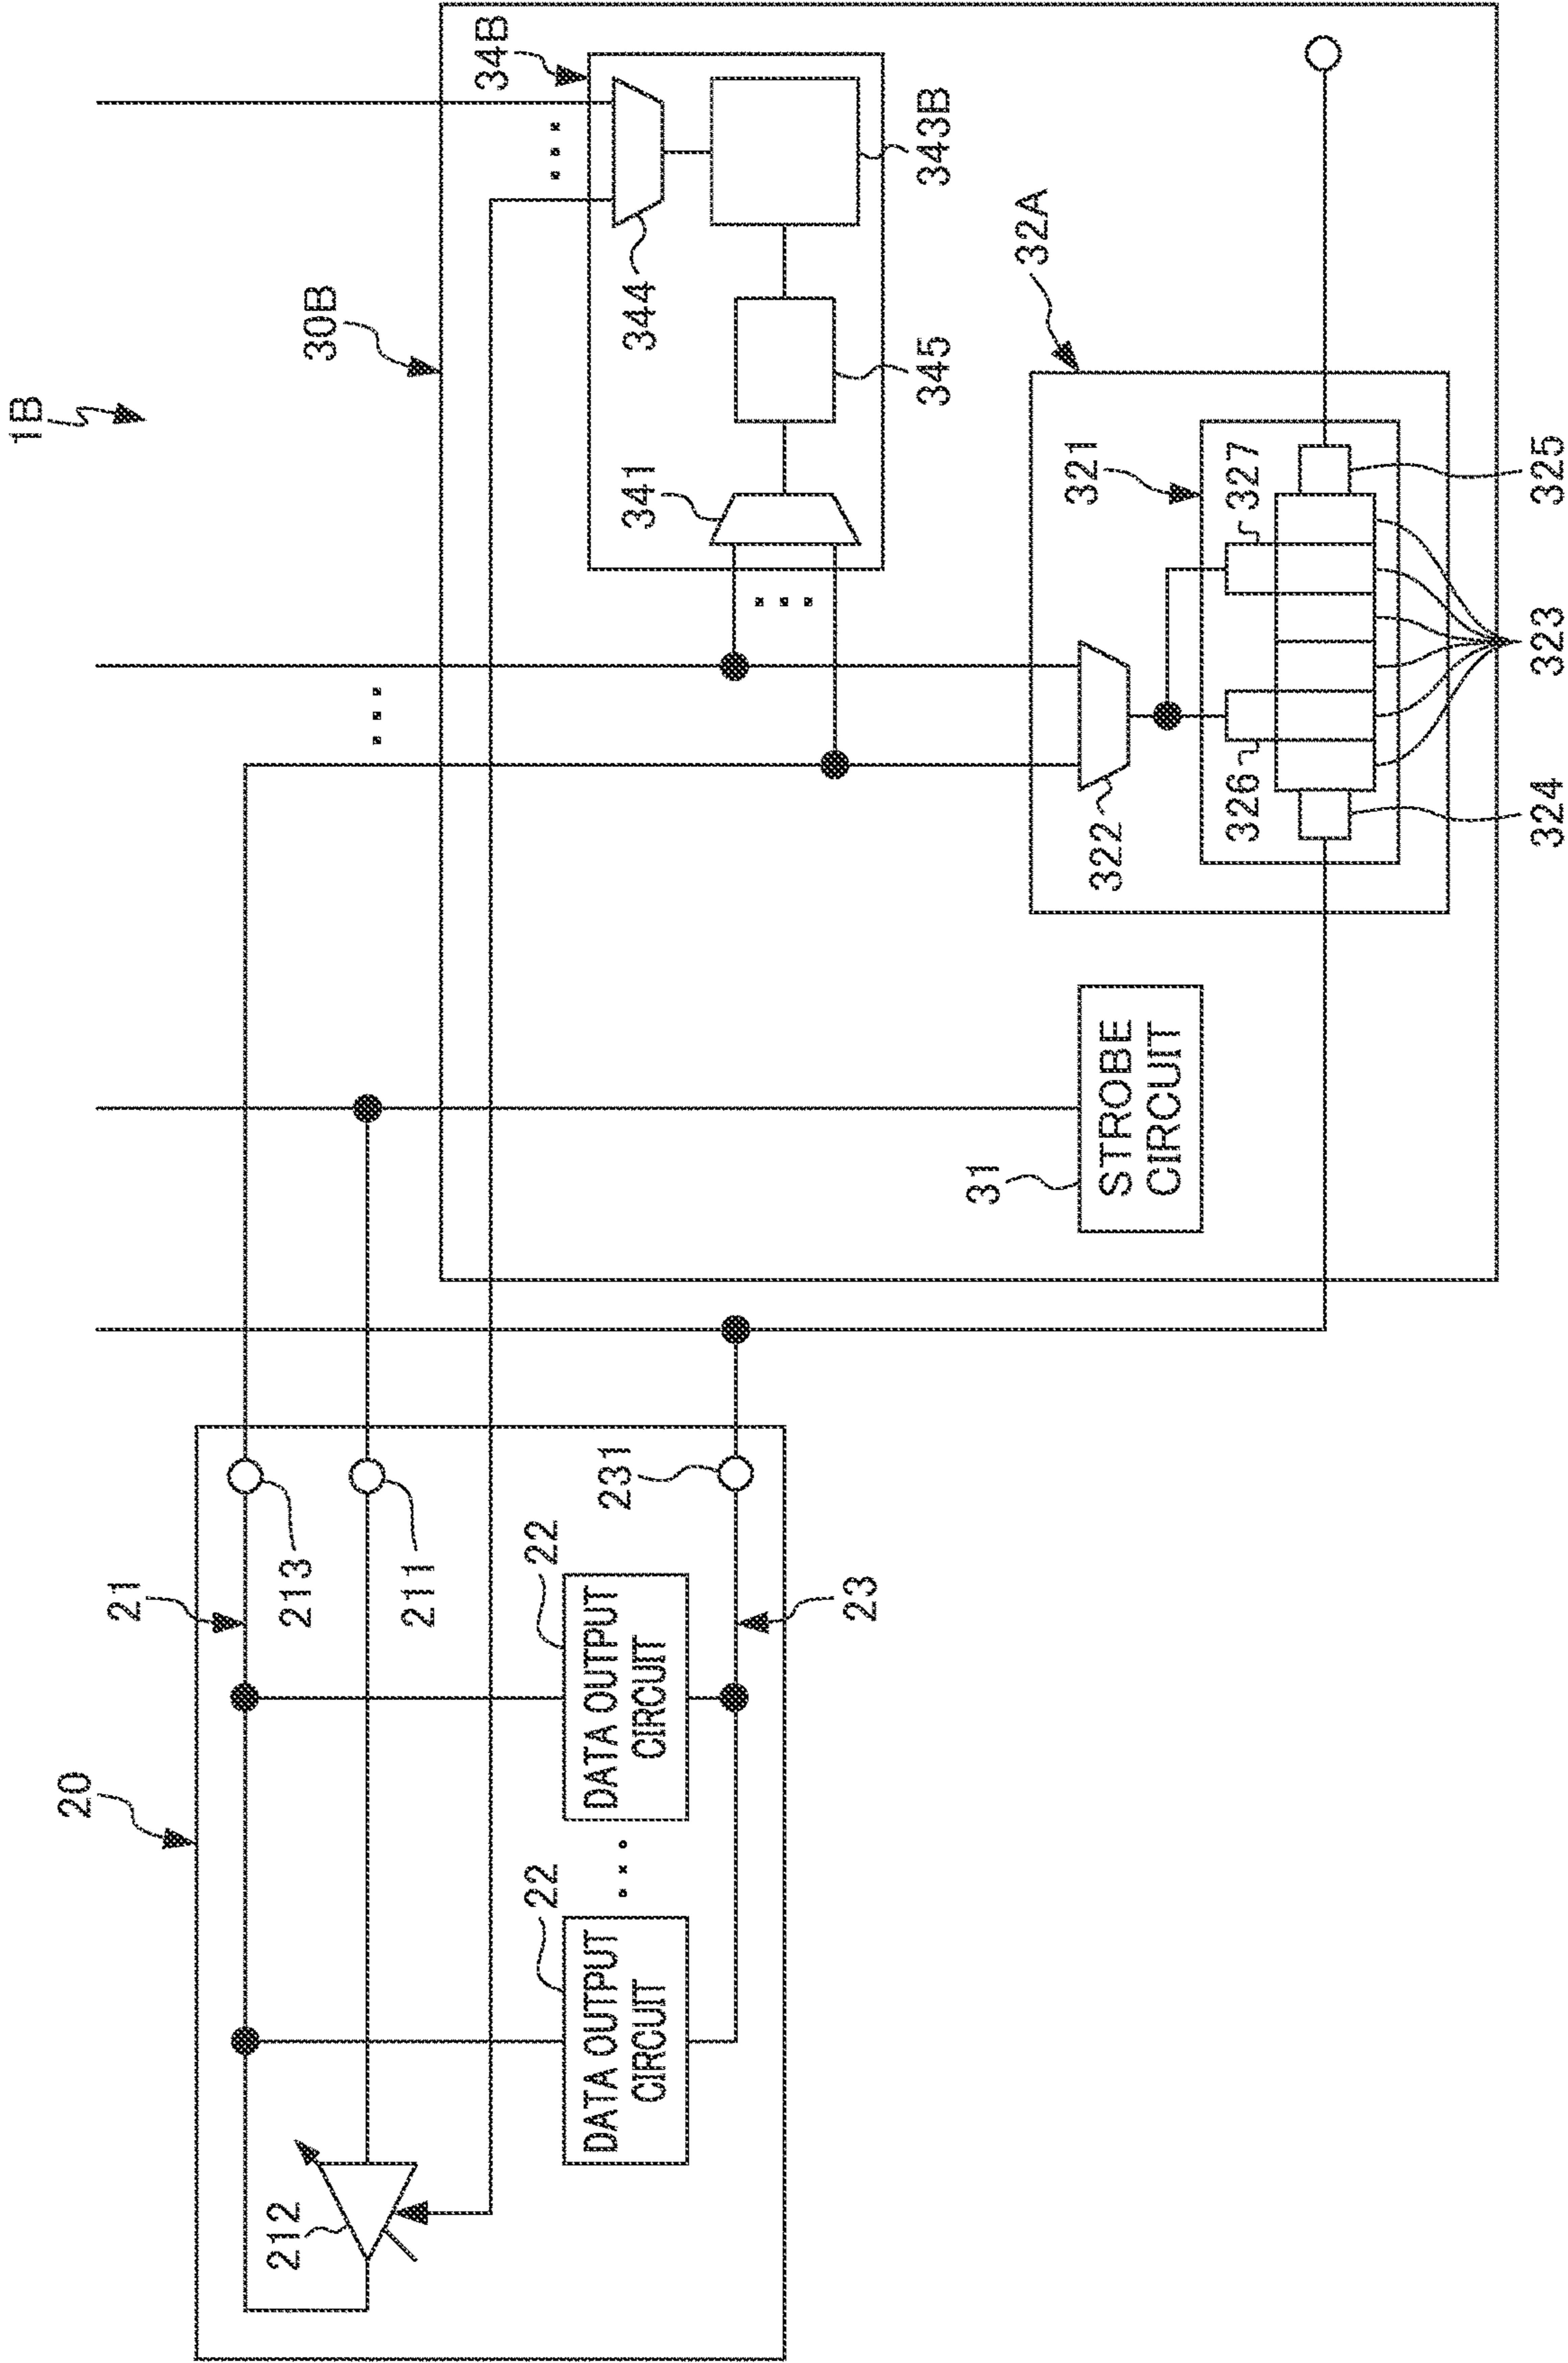 1B
20
21
213
211
212
22
DATA OUTPUT
CIRCUIT
22
DATA OUTPUT
CIRCUIT
231
23
30B
34B
344
343B
345
341
31
STROBE
CIRCUIT
32A
322
321
326
327
324
323
325